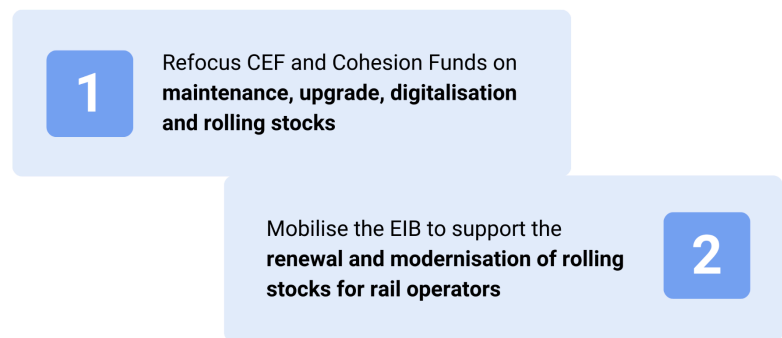 1
Refocus CEF and Cohesion Funds on
maintenance, upgrade, digitalisation
and rolling stocks
Mobilise the EIB to support the
renewal and modernisation of rolling
stocks for rail operators
2